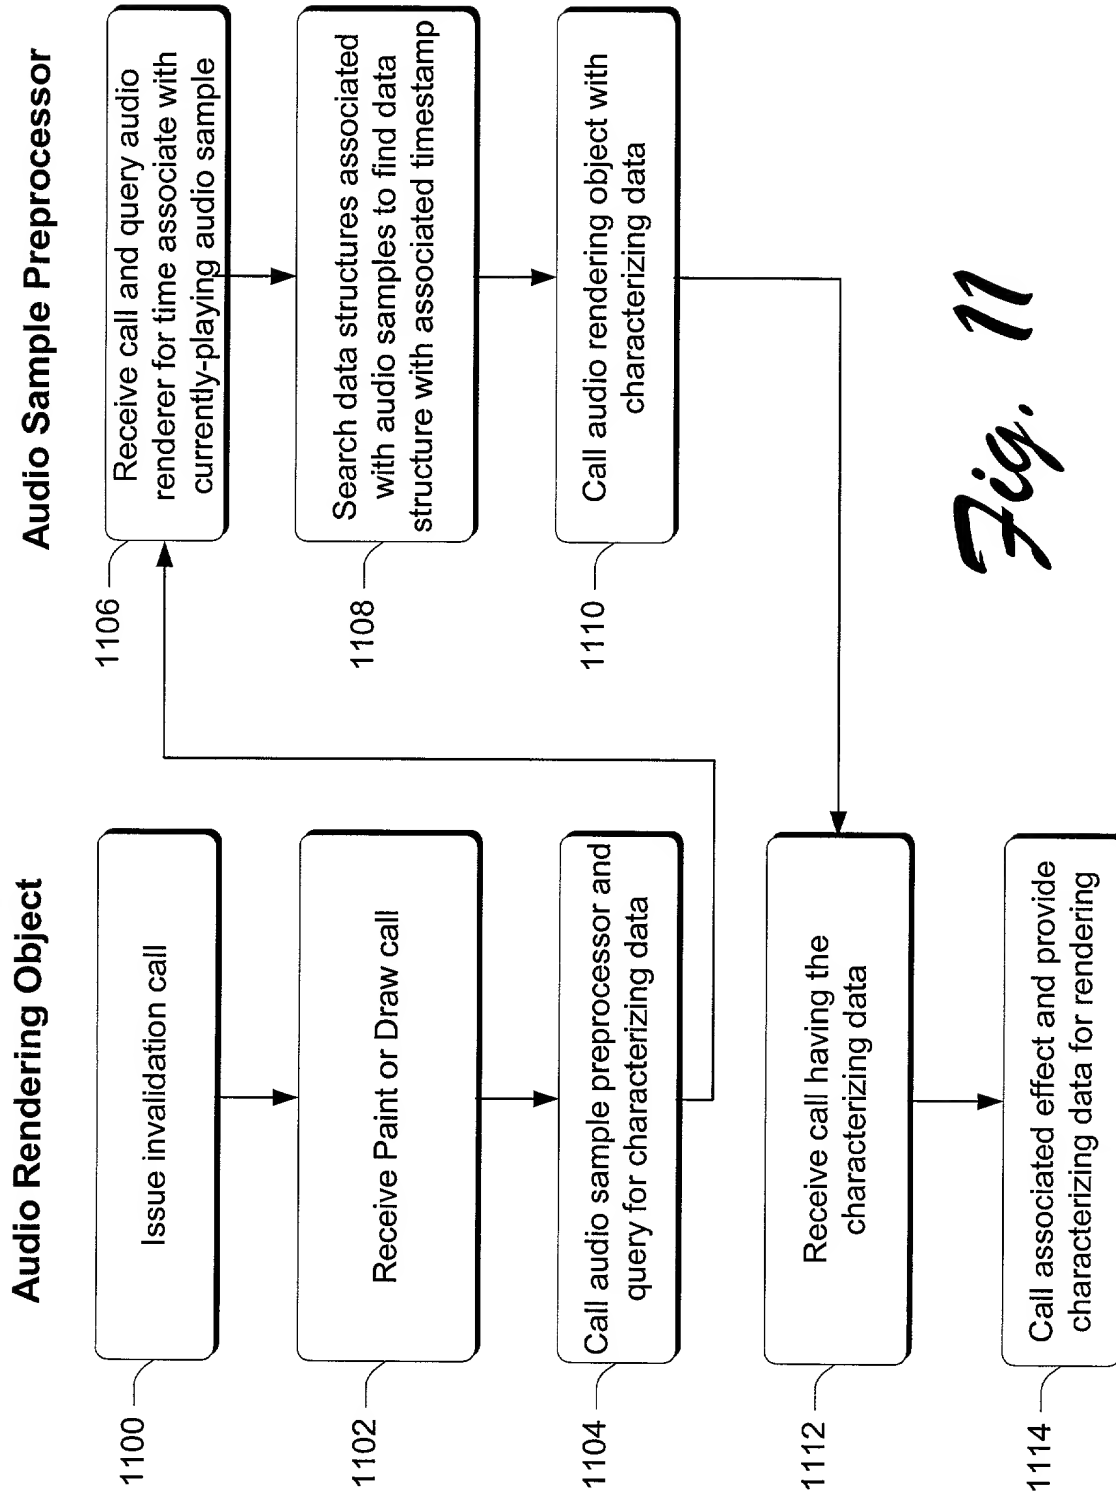 Audio Rendering Object
1100
Issue invalidation call
1102
Receive Paint or Draw call
1104
Call audio sample preprocessor and
query for characterizing data
1112
Receive call having the
characterizing data
1114
Call associated effect and provide
characterizing data for rendering
Audio Sample Preprocessor
1106
Receive call and query audio
renderer for time associate with
currently-playing audio sample
1108
Search data structures associated
with audio samples to find data
structure with associated timestamp
1110
Call audio rendering object with
characterizing data
Fig. 11